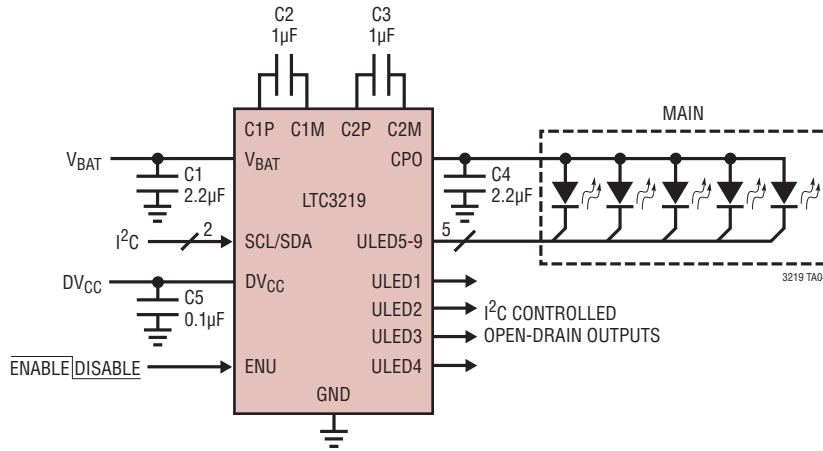 C2
1µF
C3
1µF
C1P C1M C2P C2M
MAIN
V_BAT
V_BAT
CPO
C1
2.2µF
C4
2.2µF
LTC3219
I²C
2
SCL/SDA
ULED5-9
5
3219 TA0
DV_CC
DV_CC
ULED1
C5
0.1µF
ULED2
I²C CONTROLLED
OPEN-DRAIN OUTPUTS
ULED3
ENABLE DISABLE
ENU
ULED4
GND